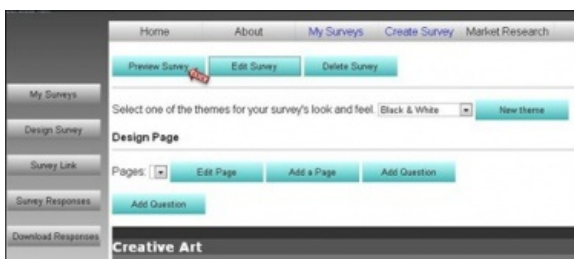 Home About My Surveys Create Survey Market Research
Preview Survey Edit Survey Delete Survey
My Surveys
Select one of the themes for your survey's look and feel. Black & White New theme
Design Survey
Design Page
Survey Link
Pages: Edit Page Add a Page Add Question
Survey Responses
Add Question
Download Responses
Creative Art